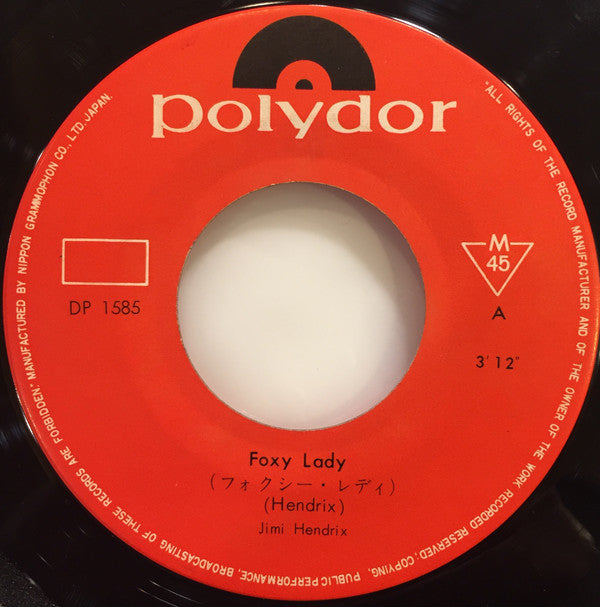 polydor
M
45
DP 1585
A
3'12"
Foxy Lady
(フォクシー・レディ)
(Hendrix)
Jimi Hendrix
"ALL RIGHTS OF THE RECORD MANUFACTURER AND OF THE OWNER OF THE WORK RECORDED RESERVED, COPYING, PUBLIC PERFORMANCE, BROADCASTING OF THESE RECORDS ARE FORBIDDEN." MANUFACTURED BY NIPPON GRAMMOPHON CO., LTD. JAPAN.